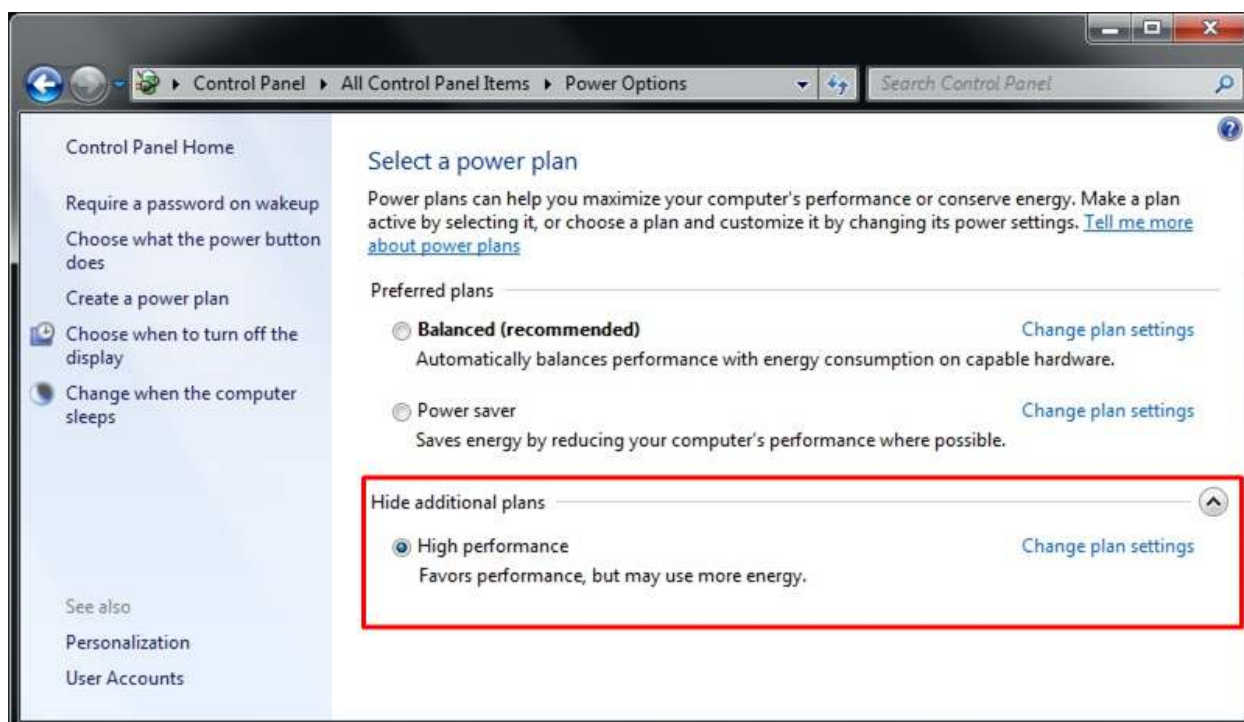 Control Panel ▸ All Control Panel Items ▸ Power Options
Search Control Panel
Control Panel Home
Require a password on wakeup
Choose what the power button
does
Create a power plan
Choose when to turn off the
display
Change when the computer
sleeps
See also
Personalization
User Accounts
Select a power plan
Power plans can help you maximize your computer's performance or conserve energy. Make a plan
active by selecting it, or choose a plan and customize it by changing its power settings. Tell me more
about power plans
Preferred plans
Balanced (recommended) Change plan settings
Automatically balances performance with energy consumption on capable hardware.
Power saver Change plan settings
Saves energy by reducing your computer's performance where possible.
Hide additional plans
High performance Change plan settings
Favors performance, but may use more energy.